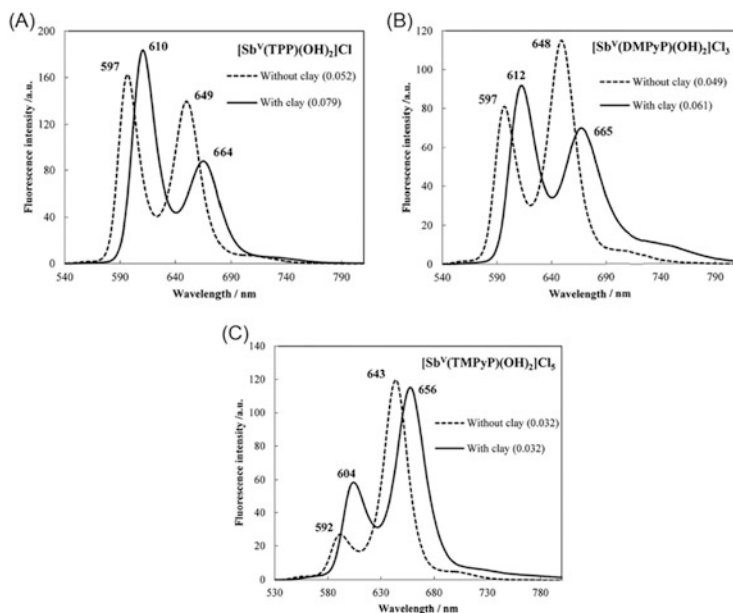 (A)
[Sbⱽ(TPP)(OH)₂]Cl
597
610
649
664
Without clay (0.052)
With clay (0.079)
Fluorescence intensity /a.u.
200
160
120
80
40
0
540 590 640 690 740 790
Wavelength / nm
(B)
[Sbⱽ(DMPyP)(OH)₂]Cl₃
597
612
648
665
Without clay (0.049)
With clay (0.061)
Fluorescence intensity /a.u.
120
100
80
60
40
20
0
540 590 640 690 740 790
Wavelength / nm
(C)
[Sbⱽ(TMPyP)(OH)₂]Cl₅
592
604
643
656
Without clay (0.032)
With clay (0.032)
Fluorescence intensity /a.u.
140
120
100
80
60
40
20
0
530 580 630 680 730 780
Wavelength / nm